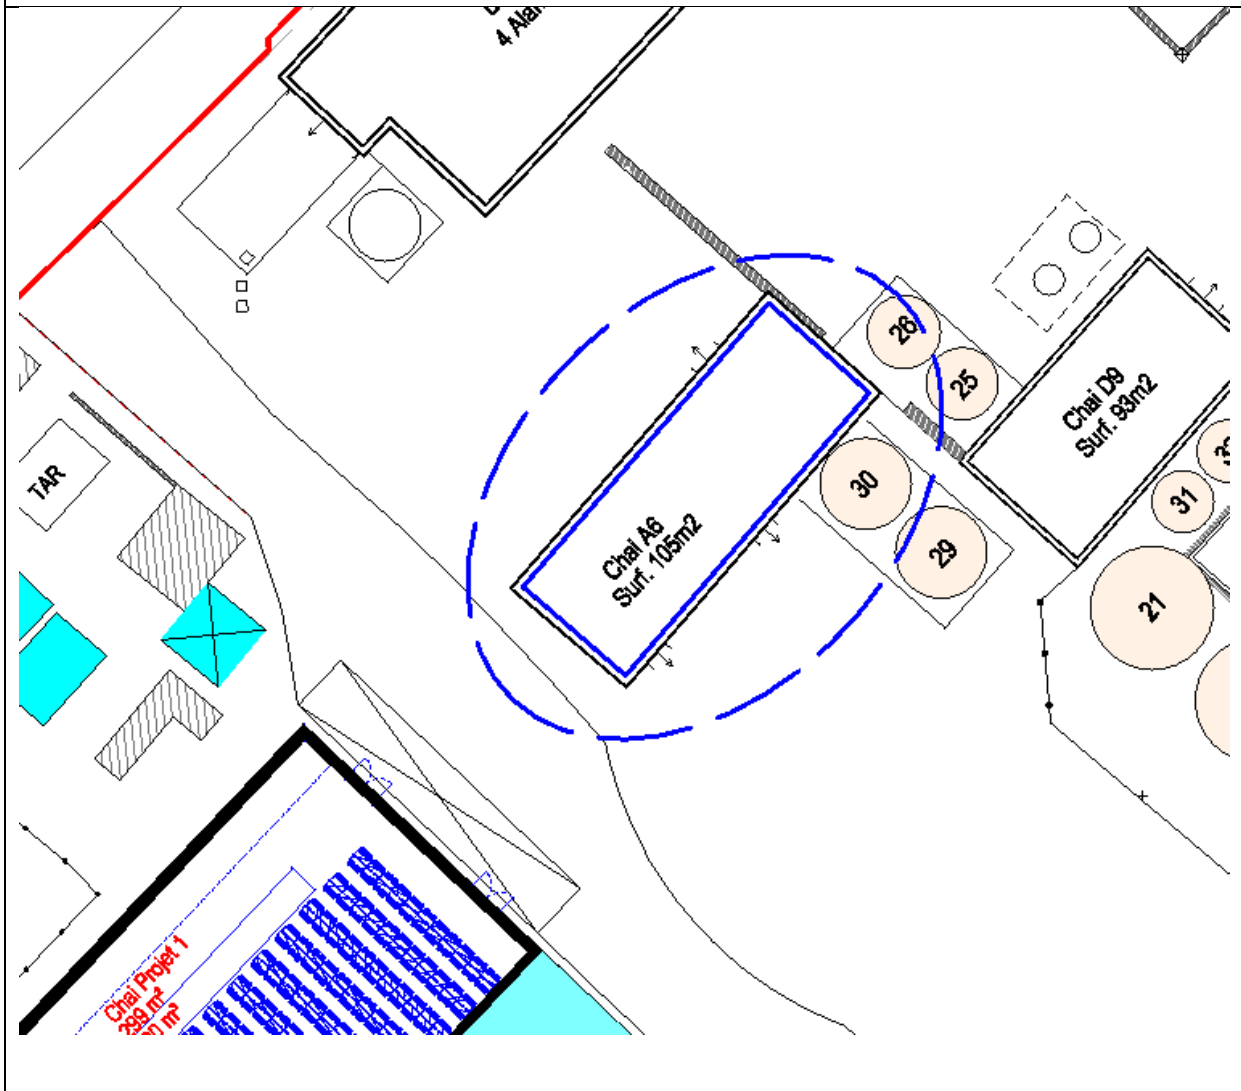 4 Alam
26
25
Chai D9
Surf. 93m2
TAR
30
31
Chai A6
Surf. 105m2
29
21
Chai Projet 1
299 m²